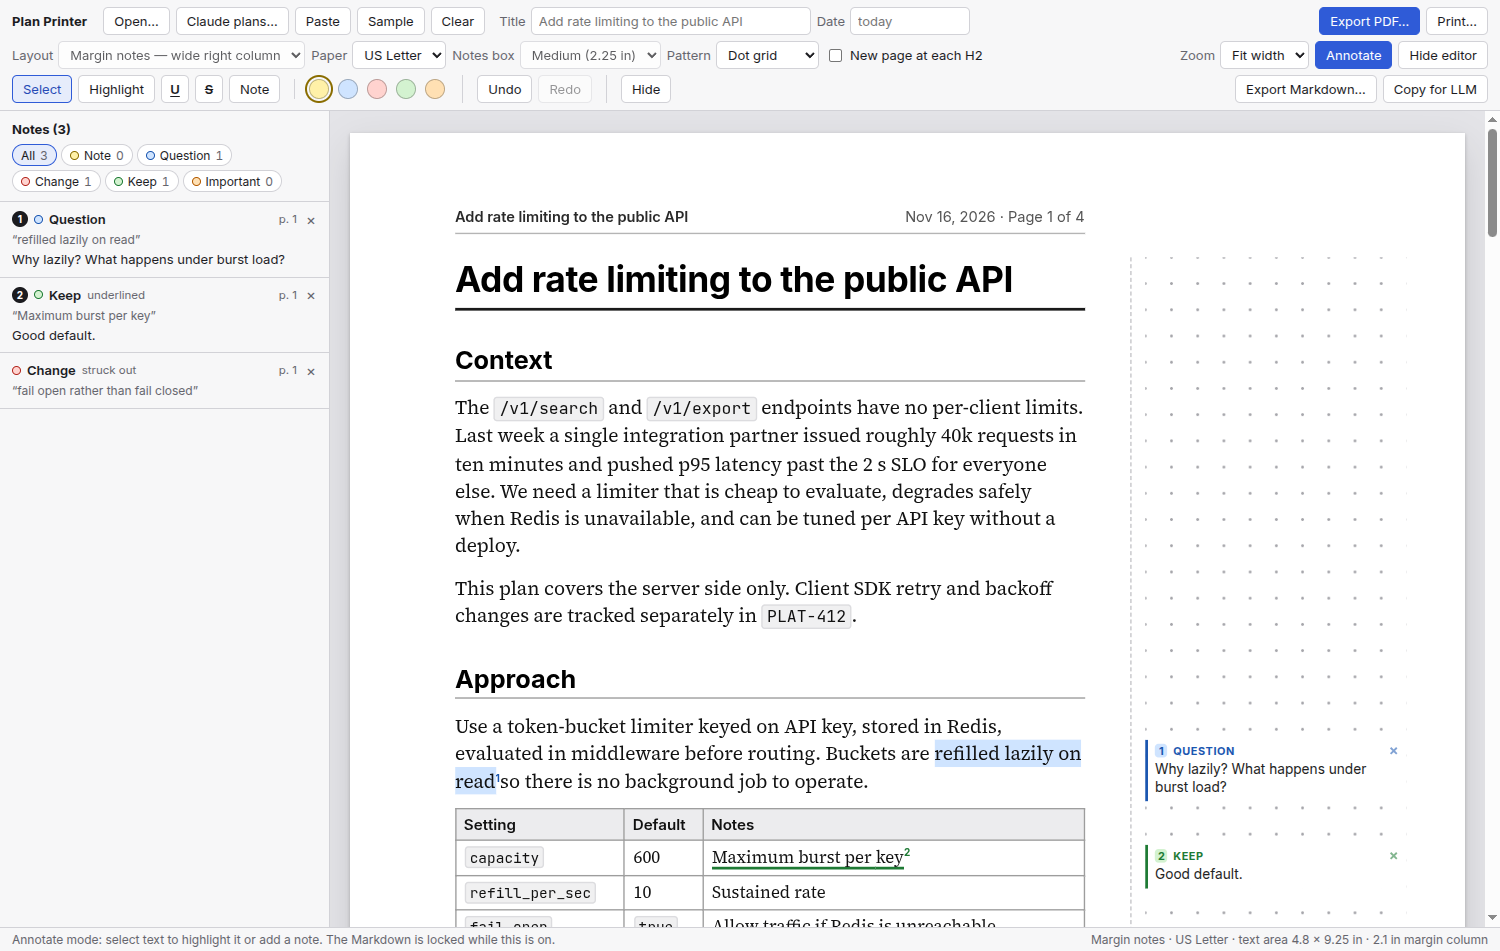 Plan Printer Open... Claude plans... Paste Sample Clear Title Add rate limiting to the public API Date today Export PDF... Print...
Layout Margin notes — wide right column Paper US Letter Notes box Medium (2.25 in) Pattern Dot grid New page at each H2 Zoom Fit width Annotate Hide editor
Select Highlight U S Note Undo Redo Hide Export Markdown... Copy for LLM
Notes (3)
All 3 Note 0 Question 1
Change 1 Keep 1 Important 0
1 Question p. 1 ×
“refilled lazily on read”
Why lazily? What happens under burst load?
2 Keep underlined p. 1 ×
“Maximum burst per key”
Good default.
Change struck out p. 1 ×
“fail open rather than fail closed”
Add rate limiting to the public API Nov 16, 2026 · Page 1 of 4
Add rate limiting to the public API
Context
The /v1/search and /v1/export endpoints have no per-client limits.
Last week a single integration partner issued roughly 40k requests in
ten minutes and pushed p95 latency past the 2 s SLO for everyone
else. We need a limiter that is cheap to evaluate, degrades safely
when Redis is unavailable, and can be tuned per API key without a
deploy.
This plan covers the server side only. Client SDK retry and backoff
changes are tracked separately in PLAT-412.
Approach
Use a token-bucket limiter keyed on API key, stored in Redis,
evaluated in middleware before routing. Buckets are refilled lazily on
read1so there is no background job to operate.
Setting Default Notes
capacity 600 Maximum burst per key2
refill_per_sec 10 Sustained rate
fail_open true Allow traffic if Redis is unreachable
1 QUESTION ×
Why lazily? What happens under
burst load?
2 KEEP ×
Good default.
Annotate mode: select text to highlight it or add a note. The Markdown is locked while this is on. Margin notes · US Letter · text area 4.8 × 9.25 in · 2.1 in margin column